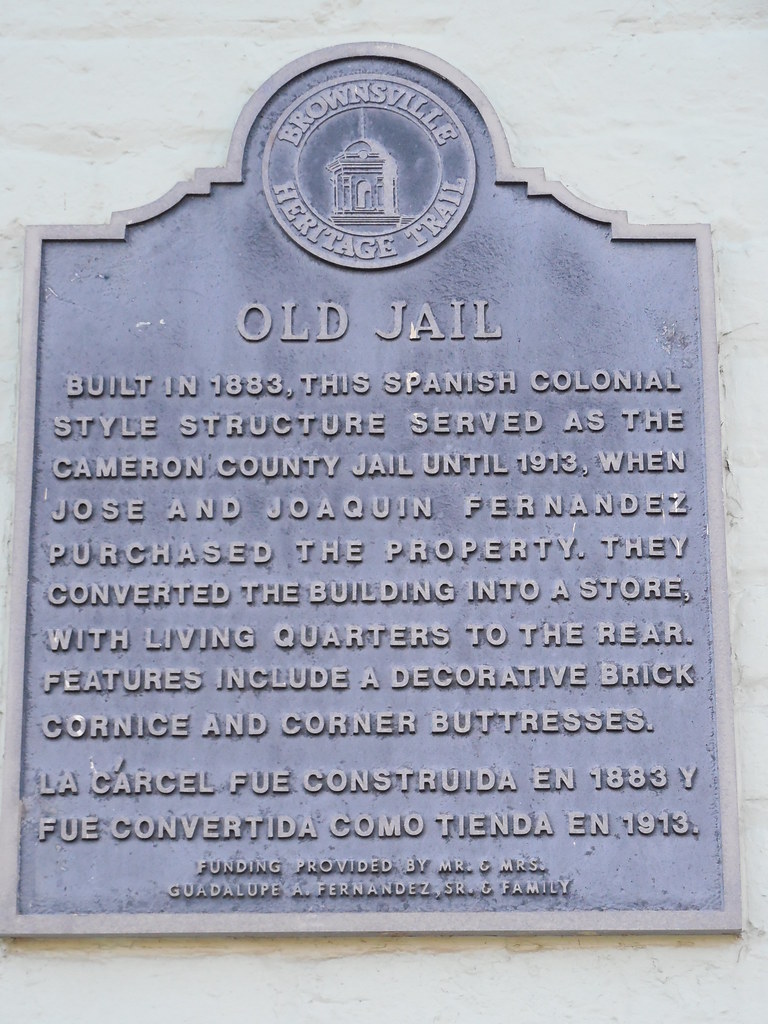 BROWNSVILLE
HERITAGE TRAIL
OLD JAIL
BUILT IN 1883, THIS SPANISH COLONIAL
STYLE STRUCTURE SERVED AS THE
CAMERON COUNTY JAIL UNTIL 1913, WHEN
JOSE AND JOAQUIN FERNANDEZ
PURCHASED THE PROPERTY. THEY
CONVERTED THE BUILDING INTO A STORE,
WITH LIVING QUARTERS TO THE REAR.
FEATURES INCLUDE A DECORATIVE BRICK
CORNICE AND CORNER BUTTRESSES.
LA CÁRCEL FUE CONSTRUIDA EN 1883 Y
FUE CONVERTIDA COMO TIENDA EN 1913.
FUNDING PROVIDED BY MR. & MRS.
GUADALUPE A. FERNANDEZ, SR. & FAMILY